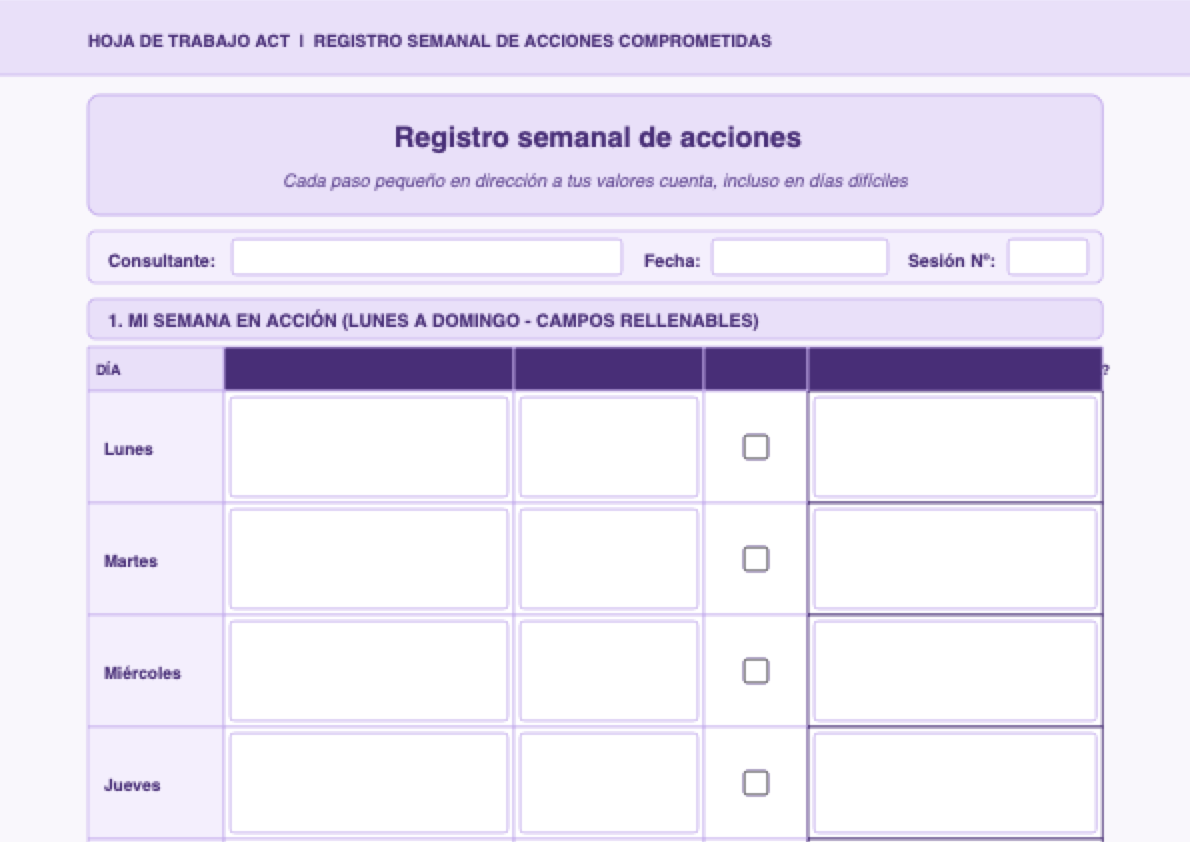 HOJA DE TRABAJO ACT | REGISTRO SEMANAL DE ACCIONES COMPROMETIDAS
Registro semanal de acciones
Cada paso pequeño en dirección a tus valores cuenta, incluso en días difíciles
Consultante: Fecha: Sesión Nº:
1. MI SEMANA EN ACCIÓN (LUNES A DOMINGO - CAMPOS RELLENABLES)
DÍA ?
Lunes
Martes
Miércoles
Jueves